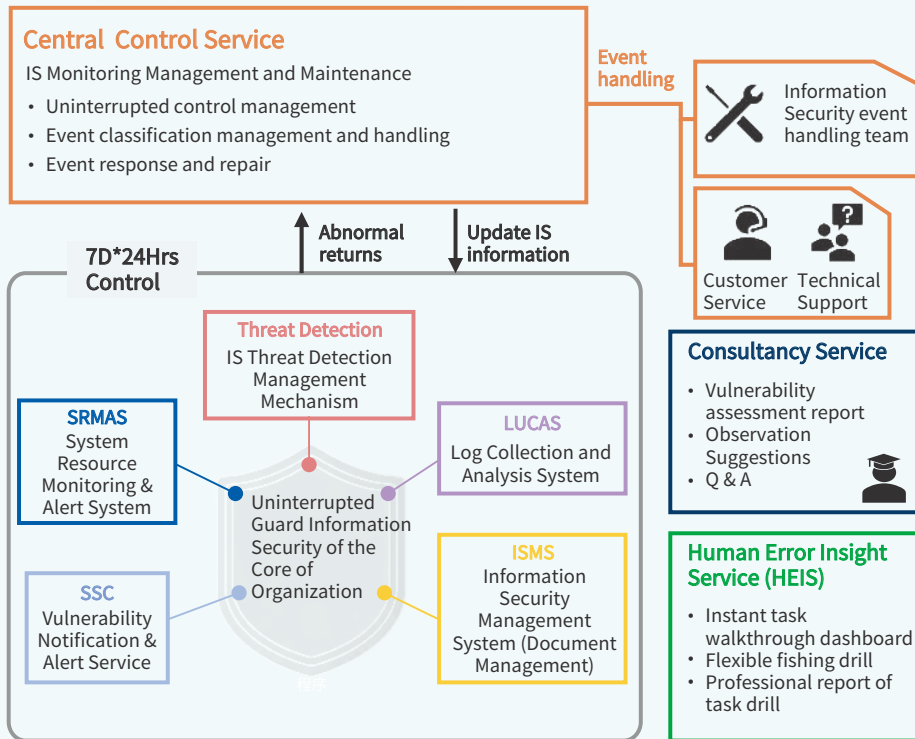 Central Control Service
IS Monitoring Management and Maintenance
• Uninterrupted control management
• Event classification management and handling
• Event response and repair
Event
handling
Information
Security event
handling team
Customer
Service
Technical
Support
Abnormal
returns
Update IS
information
7D*24Hrs
Control
Threat Detection
IS Threat Detection
Management
Mechanism
SRMAS
System
Resource
Monitoring &
Alert System
LUCAS
Log Collection and
Analysis System
Uninterrupted
Guard Information
Security of the
Core of
Organization
SSC
Vulnerability
Notification &
Alert Service
ISMS
Information
Security
Management
System (Document
Management)
程序
Consultancy Service
• Vulnerability
assessment report
• Observation
Suggestions
• Q & A
Human Error Insight
Service (HEIS)
• Instant task
walkthrough dashboard
• Flexible fishing drill
• Professional report of
task drill